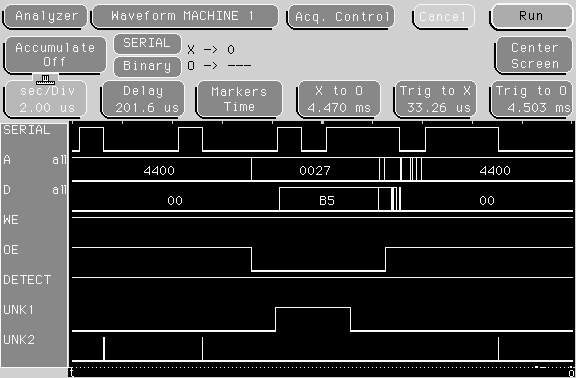 Analyzer Waveform MACHINE 1 Acq. Control Cancel Run
Accumulate Off
SERIAL X -> 0
Binary O -> ---
Center Screen
sec/Div 2.00 us
Delay 201.6 us
Markers Time
X to O 4.470 ms
Trig to X 33.26 us
Trig to O 4.503 ms
SERIAL
A all 4400 0027 4400
D all 00 B5 00
WE
OE
DETECT
UNK1
UNK2
t o